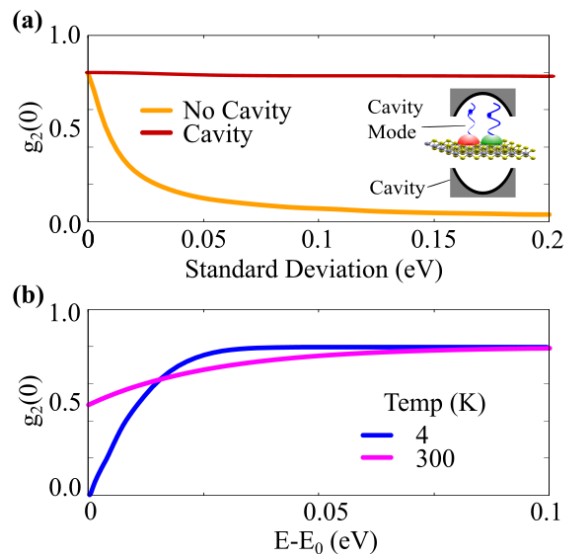 (a)
1.0
0.5
0.0
g₂(0)
No Cavity
Cavity
Cavity
Mode
Cavity
0
0.05
0.1
0.15
0.2
Standard Deviation (eV)
(b)
1.0
0.5
0.0
g₂(0)
Temp (K)
4
300
0
0.05
0.1
E-E₀ (eV)